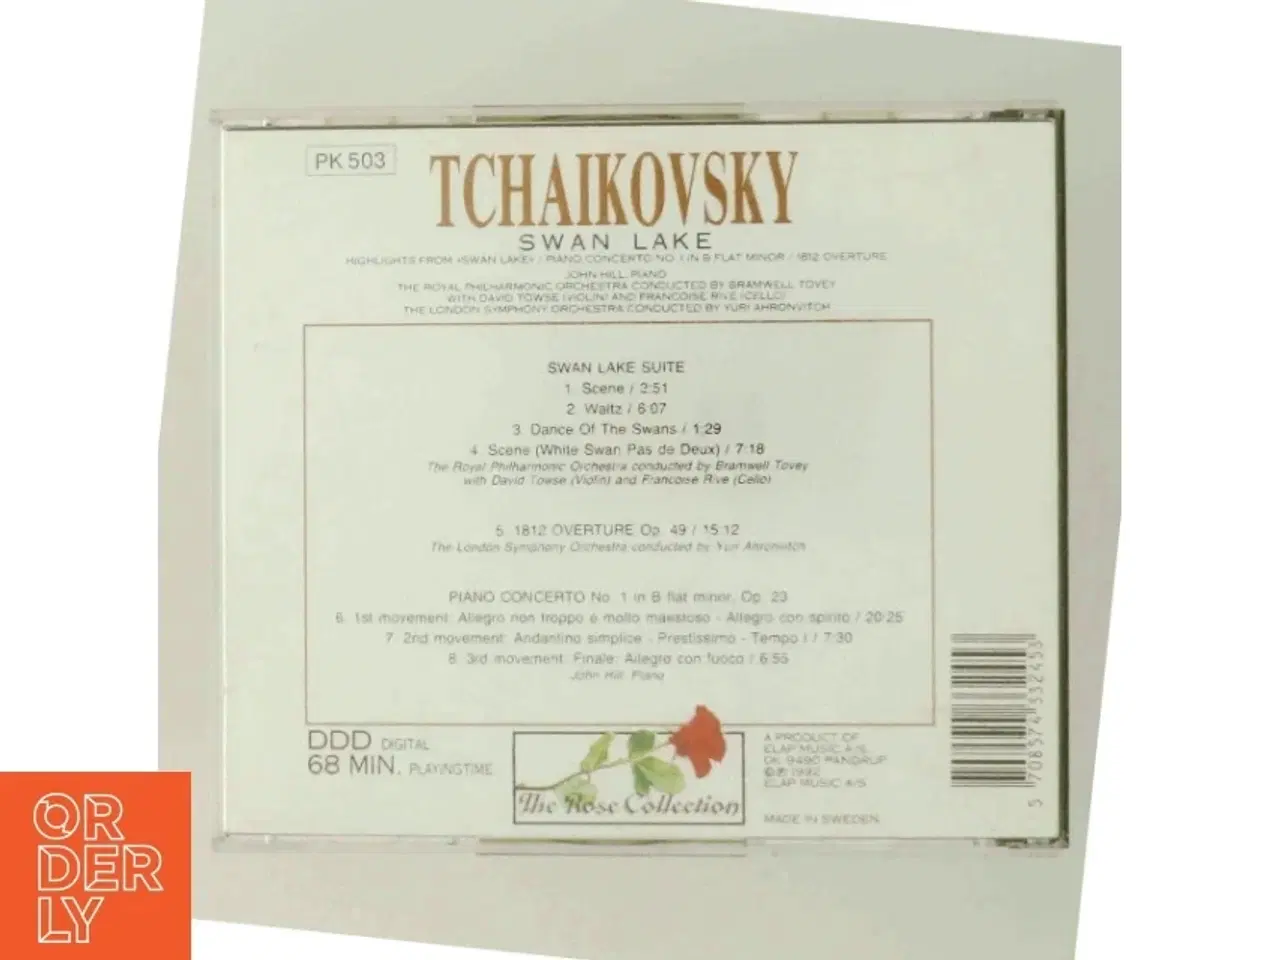 PK 503
TCHAIKOVSKY
SWAN LAKE
HIGHLIGHTS FROM «SWAN LAKE» / PIANO CONCERTO NO. 1 IN B FLAT MINOR / 1812 OVERTURE
JOHN HILL, PIANO
THE ROYAL PHILHARMONIC ORCHESTRA CONDUCTED BY BRAMWELL TOVEY
WITH DAVID TOWSE (VIOLIN) AND FRANCOISE RIVE (CELLO)
THE LONDON SYMPHONY ORCHESTRA CONDUCTED BY YURI AHRONVITCH
SWAN LAKE SUITE
1. Scene / 2:51
2. Waltz / 6:07
3. Dance Of The Swans / 1:29
4. Scene (White Swan Pas de Deux) / 7:18
The Royal Philharmonic Orchestra conducted by Bramwell Tovey
with David Towse (Violin) and Francoise Rive (Cello)
5. 1812 OVERTURE Op. 49 / 15:12
The London Symphony Orchestra conducted by Yuri Ahronvitch
PIANO CONCERTO No. 1 in B flat minor, Op. 23
6. 1st movement: Allegro non troppo e molto maestoso - Allegro con spirito / 20:25
7. 2nd movement: Andantino simplice - Prestissimo - Tempo I / 7:30
8. 3rd movement: Finale: Allegro con fuoco / 6:55
John Hill, Piano
DDD DIGITAL
68 MIN. PLAYINGTIME
The Rose Collection
A PRODUCT OF
ELAP MUSIC A/S,
DK 9490 PANDRUP
©℗ 1992
ELAP MUSIC A/S
MADE IN SWEDEN
5 708574 332453
ORDERLY